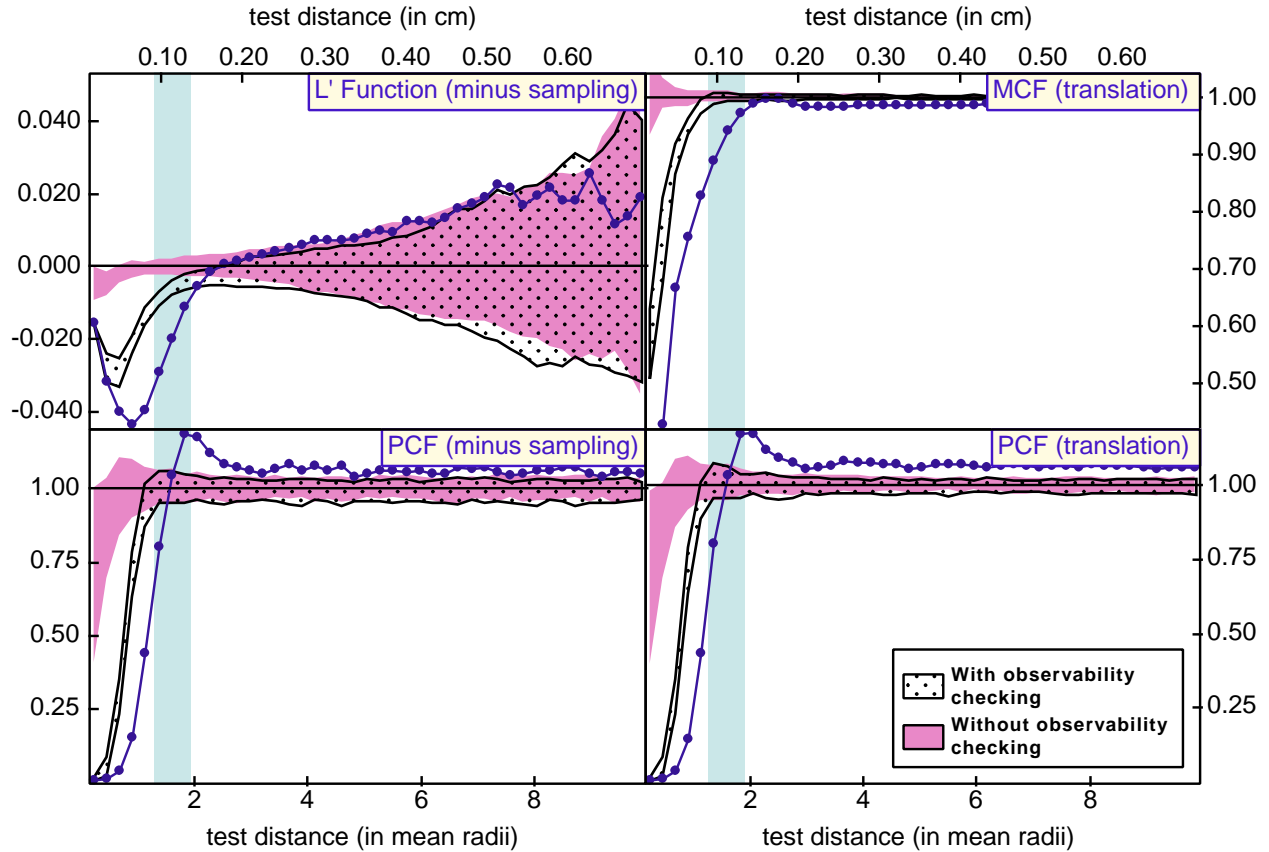 test distance (in cm)
test distance (in cm)
0.10 0.20 0.30 0.40 0.50 0.60
0.10 0.20 0.30 0.40 0.50 0.60
L' Function (minus sampling)
MCF (translation)
0.040
0.020
0.000
-0.020
-0.040
1.00
0.90
0.80
0.70
0.60
0.50
PCF (minus sampling)
PCF (translation)
1.00
0.75
0.50
0.25
1.00
0.75
0.50
0.25
With observability
checking
Without observability
checking
2 4 6 8
2 4 6 8
test distance (in mean radii)
test distance (in mean radii)